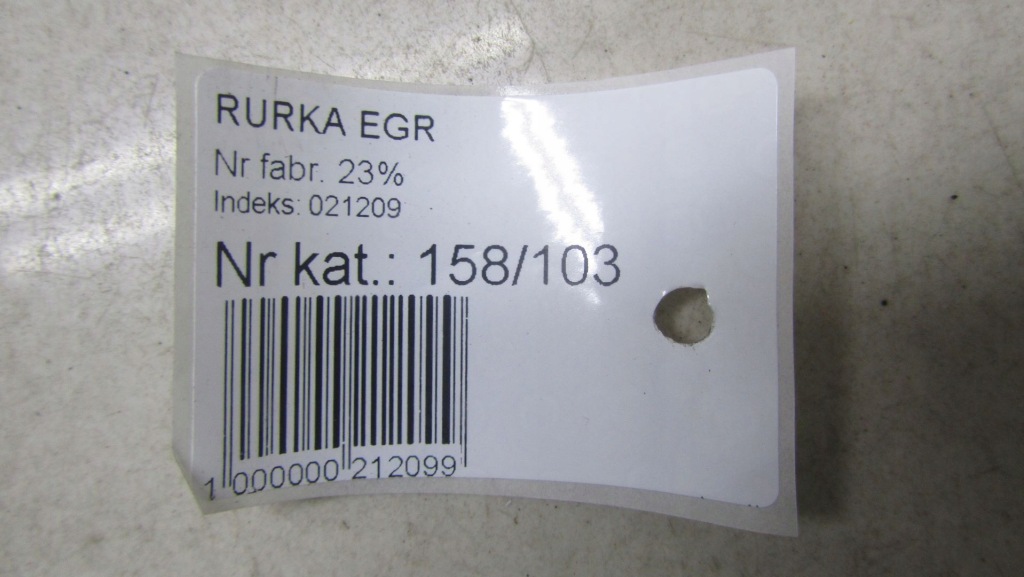 RURKA EGR
Nr fabr. 23%
Indeks: 021209
Nr kat.: 158/103
1 000000 212099